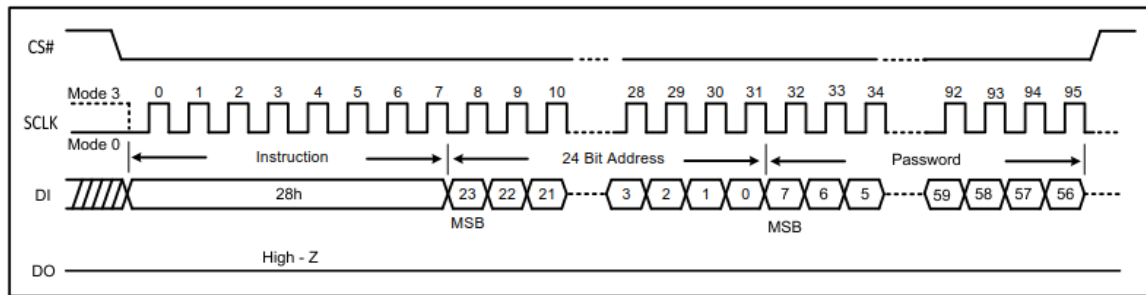 CS#
Mode 3 0 1 2 3 4 5 6 7 8 9 10 28 29 30 31 32 33 34 92 93 94 95
SCLK
Mode 0
Instruction 24 Bit Address Password
DI 28h 23 22 21 3 2 1 0 7 6 5 59 58 57 56
MSB MSB
High - Z
DO